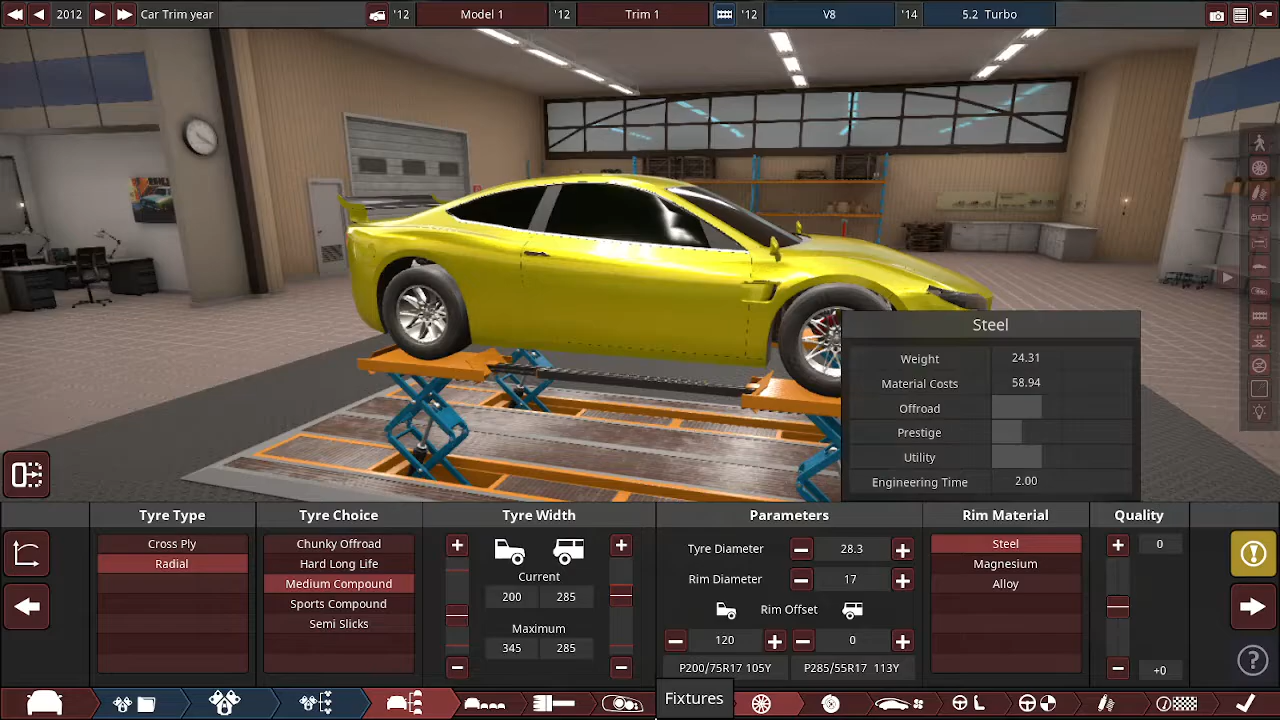 2012 Car Trim year '12 Model 1 '12 Trim 1 '12 V8 '14 5.2 Turbo
Steel
Weight 24.31
Material Costs 58.94
Offroad
Prestige
Utility
Engineering Time 2.00
Tyre Type
Cross Ply
Radial
Tyre Choice
Chunky Offroad
Hard Long Life
Medium Compound
Sports Compound
Semi Slicks
Tyre Width
Current
200 285
Maximum
345 285
Parameters
Tyre Diameter 28.3
Rim Diameter 17
Rim Offset
120 0
P200/75R17 105Y P285/55R17 113Y
Rim Material
Steel
Magnesium
Alloy
Quality
0
+0
Fixtures